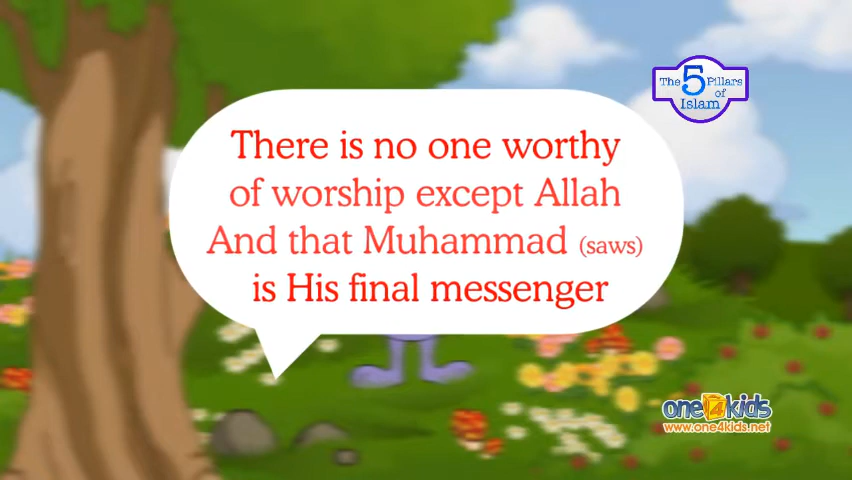 The 5 Pillars
of
Islam
There is no one worthy
of worship except Allah
And that Muhammad (saws)
is His final messenger
one4kids
www.one4kids.net